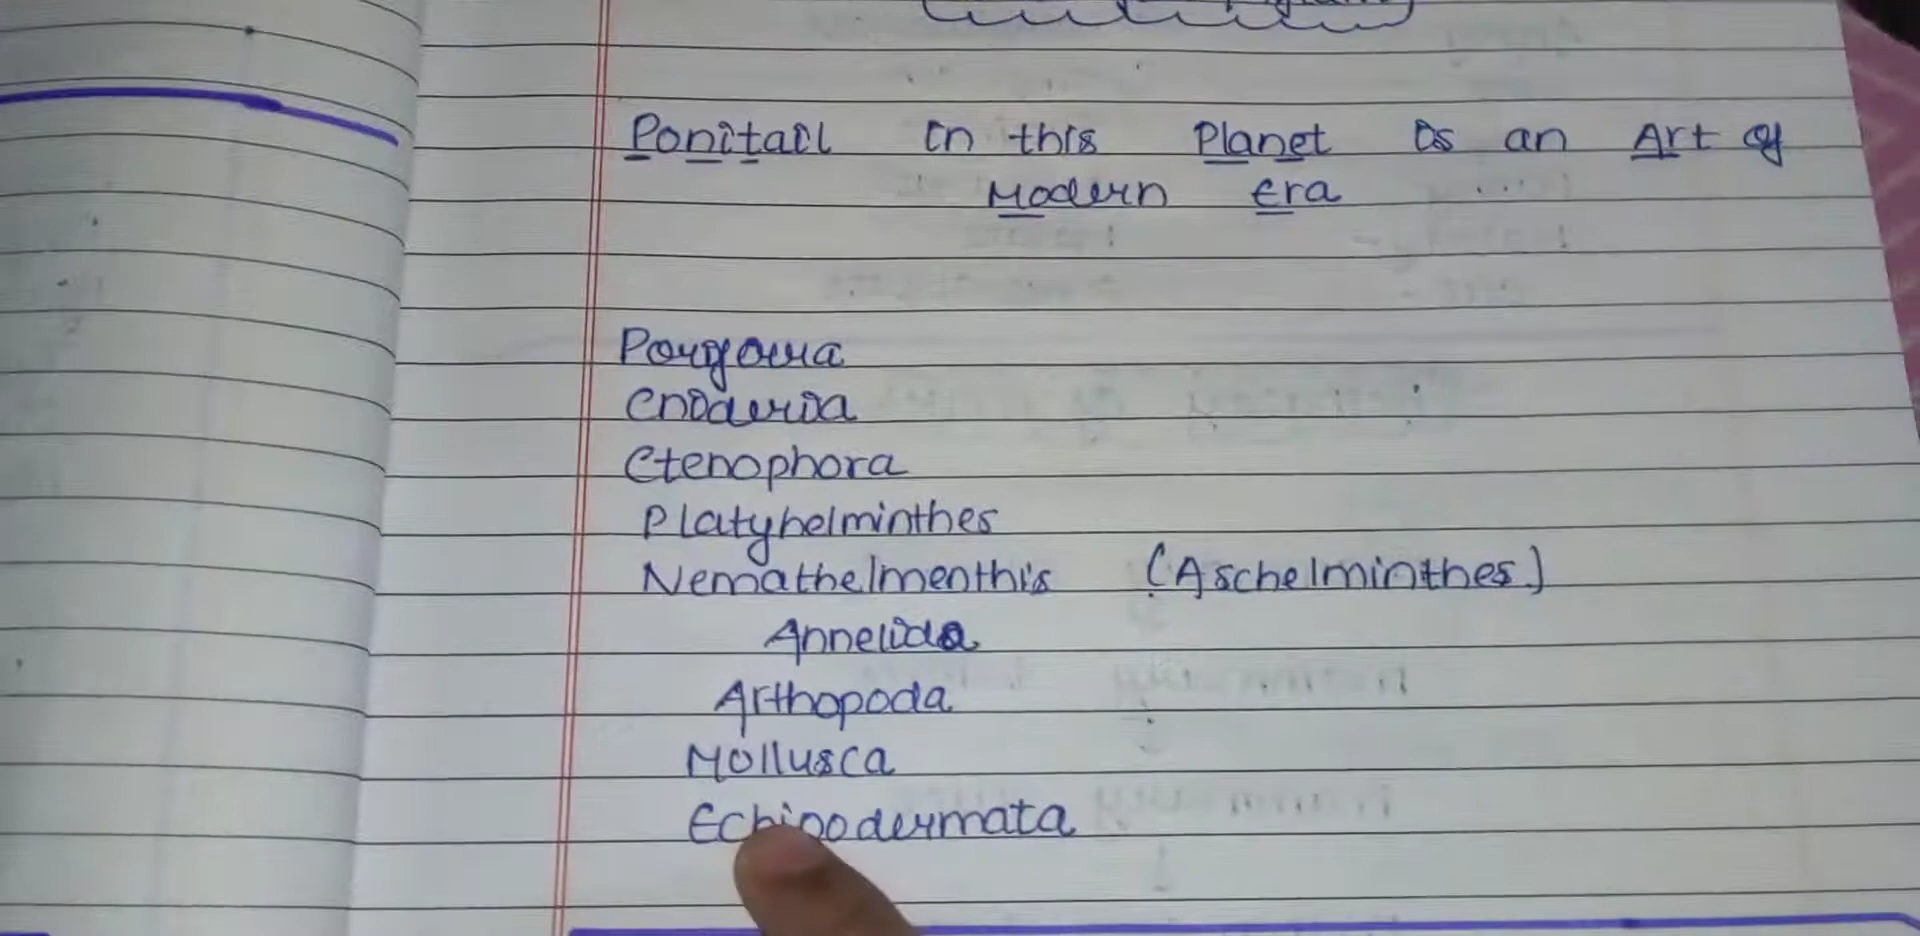 Ponitail in this Planet is an Art of
Modern Era
Poriferra
Cnidaria
Ctenophora
Platyhelminthes
Nemathelmenthis (Aschelminthes)
Annelida
Arthopoda
Mollusca
Echinodermata